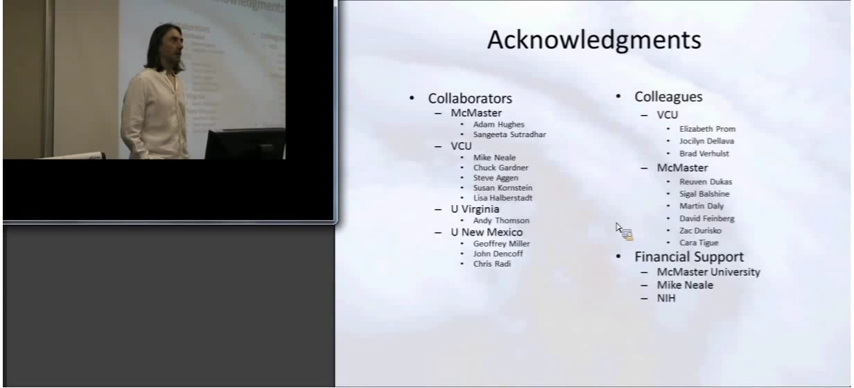 Acknowledgments
• Collaborators
– McMaster
• Adam Hughes
• Sangeeta Sutradhar
– VCU
• Mike Neale
• Chuck Gardner
• Steve Aggen
• Susan Kornstein
• Lisa Halberstadt
– U Virginia
• Andy Thomson
– U New Mexico
• Geoffrey Miller
• John Dencoff
• Chris Radi
• Colleagues
– VCU
• Elizabeth Prom
• Jocilyn Dellava
• Brad Verhulst
– McMaster
• Reuven Dukas
• Sigal Balshine
• Martin Daly
• David Feinberg
• Zac Durisko
• Cara Tigue
• Financial Support
– McMaster University
– Mike Neale
– NIH